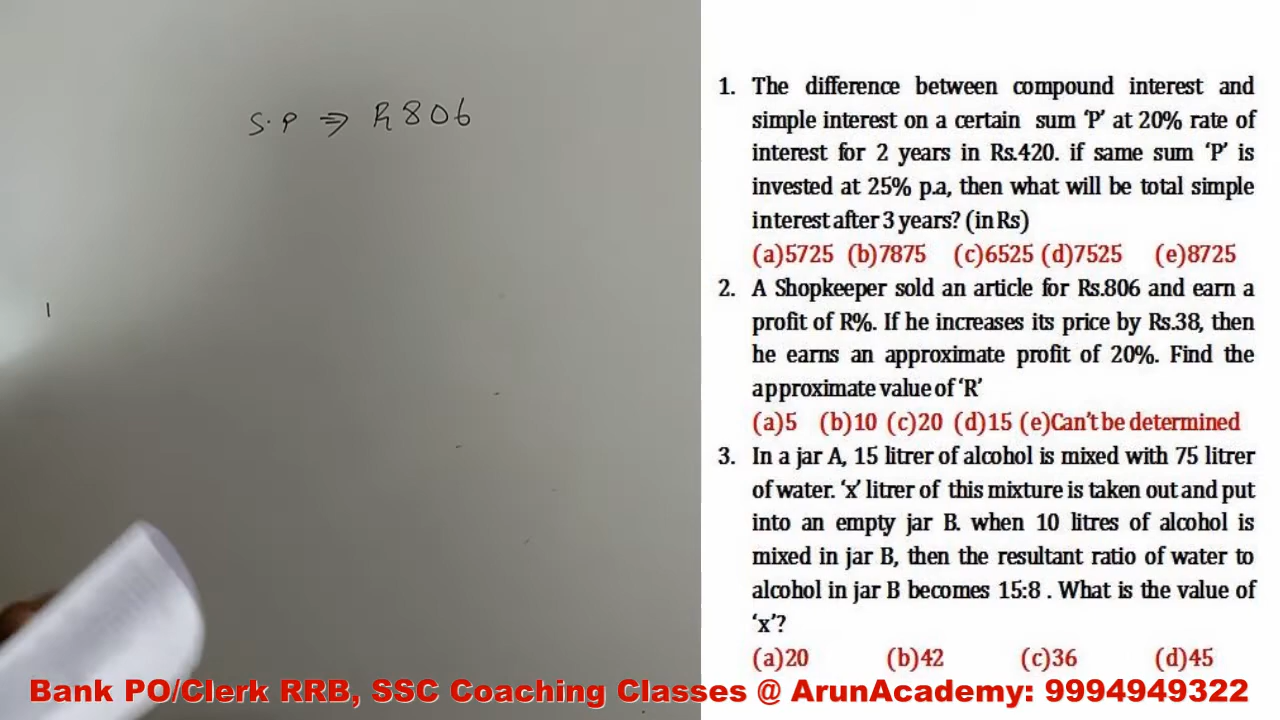 S.P ⇒ R 806
1
1. The difference between compound interest and
simple interest on a certain sum ‘P’ at 20% rate of
interest for 2 years in Rs.420. if same sum ‘P’ is
invested at 25% p.a, then what will be total simple
interest after 3 years? (in Rs)
(a)5725 (b)7875 (c)6525 (d)7525 (e)8725
2. A Shopkeeper sold an article for Rs.806 and earn a
profit of R%. If he increases its price by Rs.38, then
he earns an approximate profit of 20%. Find the
approximate value of ‘R’
(a)5 (b)10 (c)20 (d)15 (e)Can’t be determined
3. In a jar A, 15 litrer of alcohol is mixed with 75 litrer
of water. ‘x’ litrer of this mixture is taken out and put
into an empty jar B. when 10 litres of alcohol is
mixed in jar B, then the resultant ratio of water to
alcohol in jar B becomes 15:8 . What is the value of
‘x’?
(a)20 (b)42 (c)36 (d)45
Bank PO/Clerk RRB, SSC Coaching Classes @ ArunAcademy: 9994949322